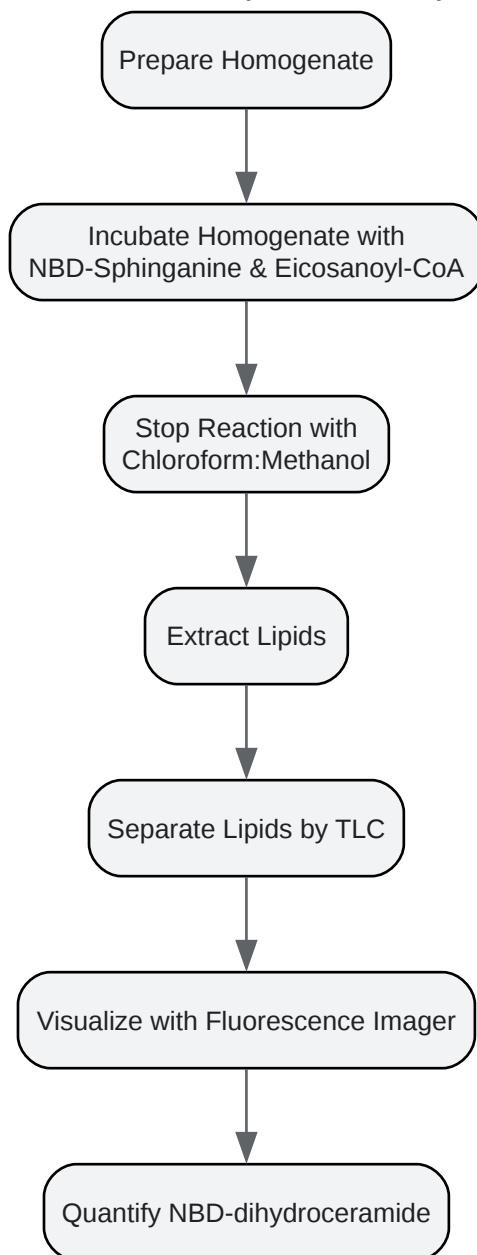 Prepare Homogenate
Incubate Homogenate with
NBD-Sphinganine & Eicosanoyl-CoA
Stop Reaction with
Chloroform:Methanol
Extract Lipids
Separate Lipids by TLC
Visualize with Fluorescence Imager
Quantify NBD-dihydroceramide